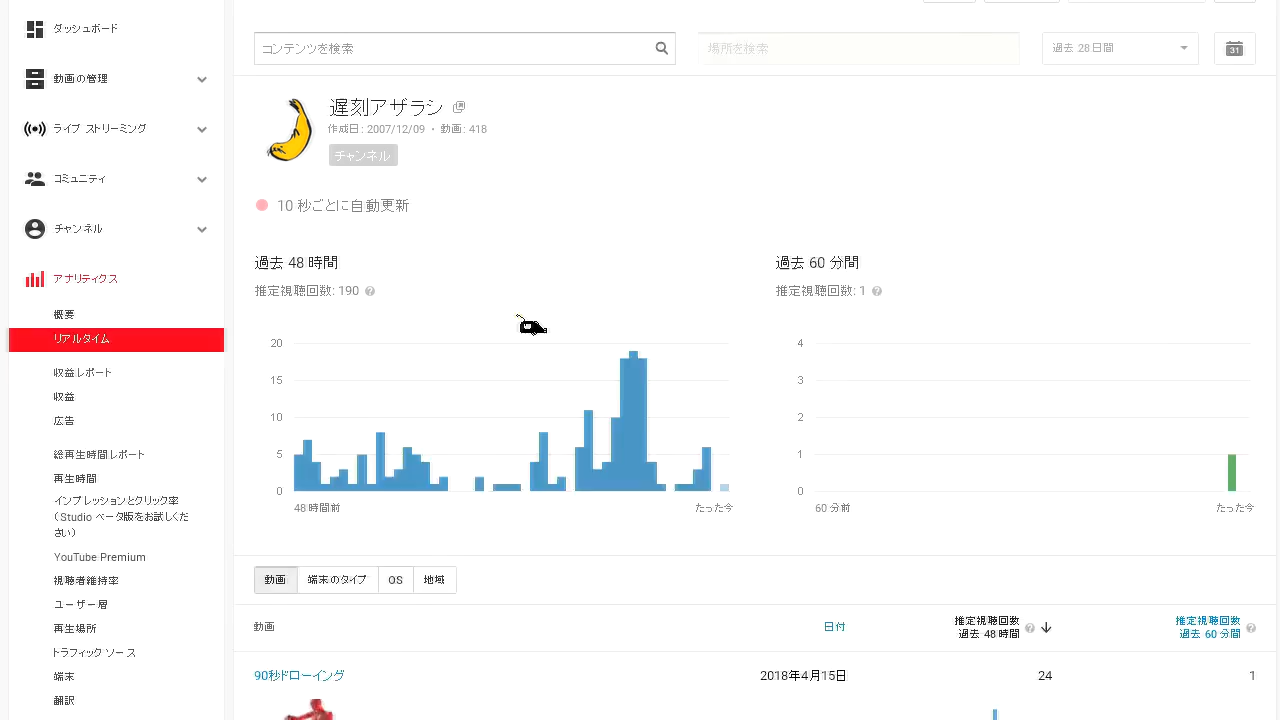 ダッシュボード
コンテンツを検索
場所を検索
過去 28 日間
31
動画の管理
ライブ ストリーミング
コミュニティ
チャンネル
アナリティクス
概要
リアルタイム
収益レポート
収益
広告
総再生時間レポート
再生時間
インプレッションとクリック率
(Studio ベータ版をお試しくだ
さい)
YouTube Premium
視聴者維持率
ユーザー層
再生場所
トラフィック ソース
端末
翻訳
遅刻アザラシ
作成日: 2007/12/09 ・ 動画: 418
チャンネル
10 秒ごとに自動更新
過去 48 時間
推定視聴回数: 190 ?
20
15
10
5
0
48 時間前
たった今
過去 60 分間
推定視聴回数: 1 ?
4
3
2
1
0
60 分前
たった今
動画 端末のタイプ OS 地域
動画
日付
推定視聴回数
過去 48 時間 ?
推定視聴回数
過去 60 分間 ?
90秒ドローイング 2018年4月15日 24 1